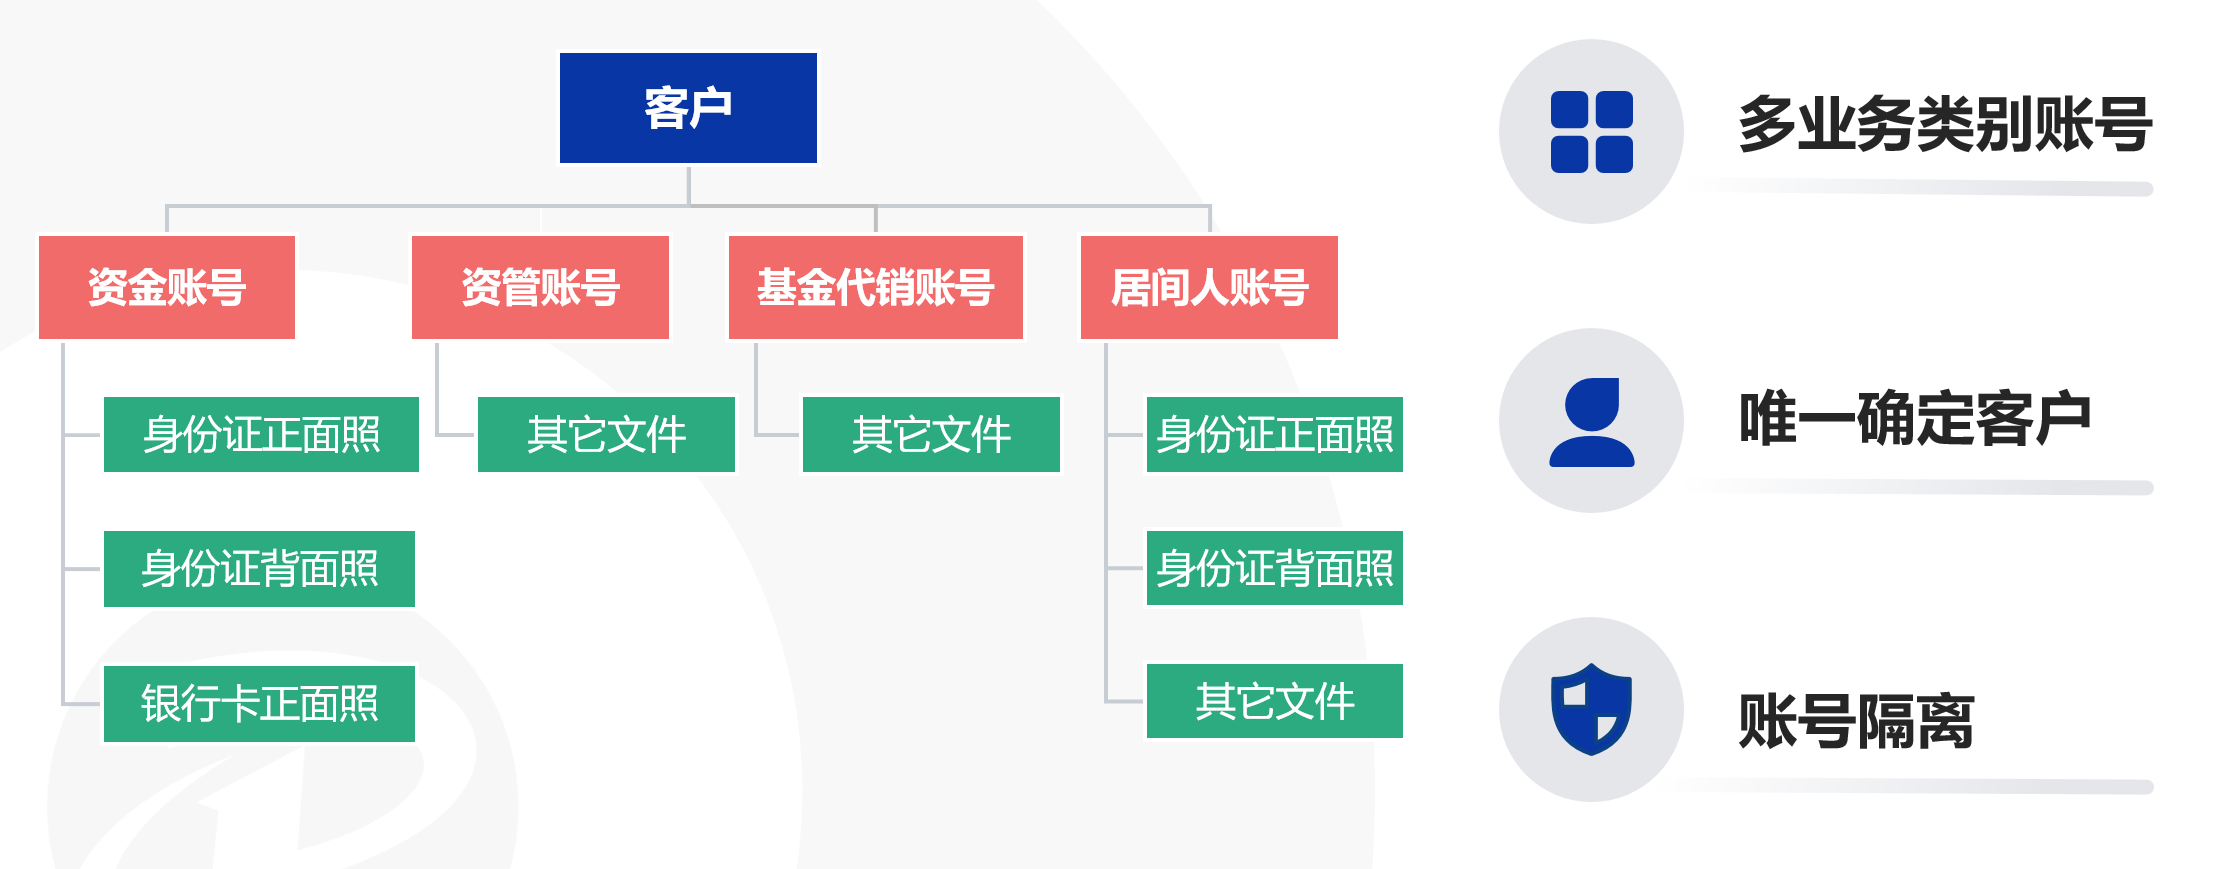 客户
资金账号
资管账号
基金代销账号
居间人账号
身份证正面照
其它文件
其它文件
身份证正面照
身份证背面照
身份证背面照
银行卡正面照
其它文件
多业务类别账号
唯一确定客户
账号隔离